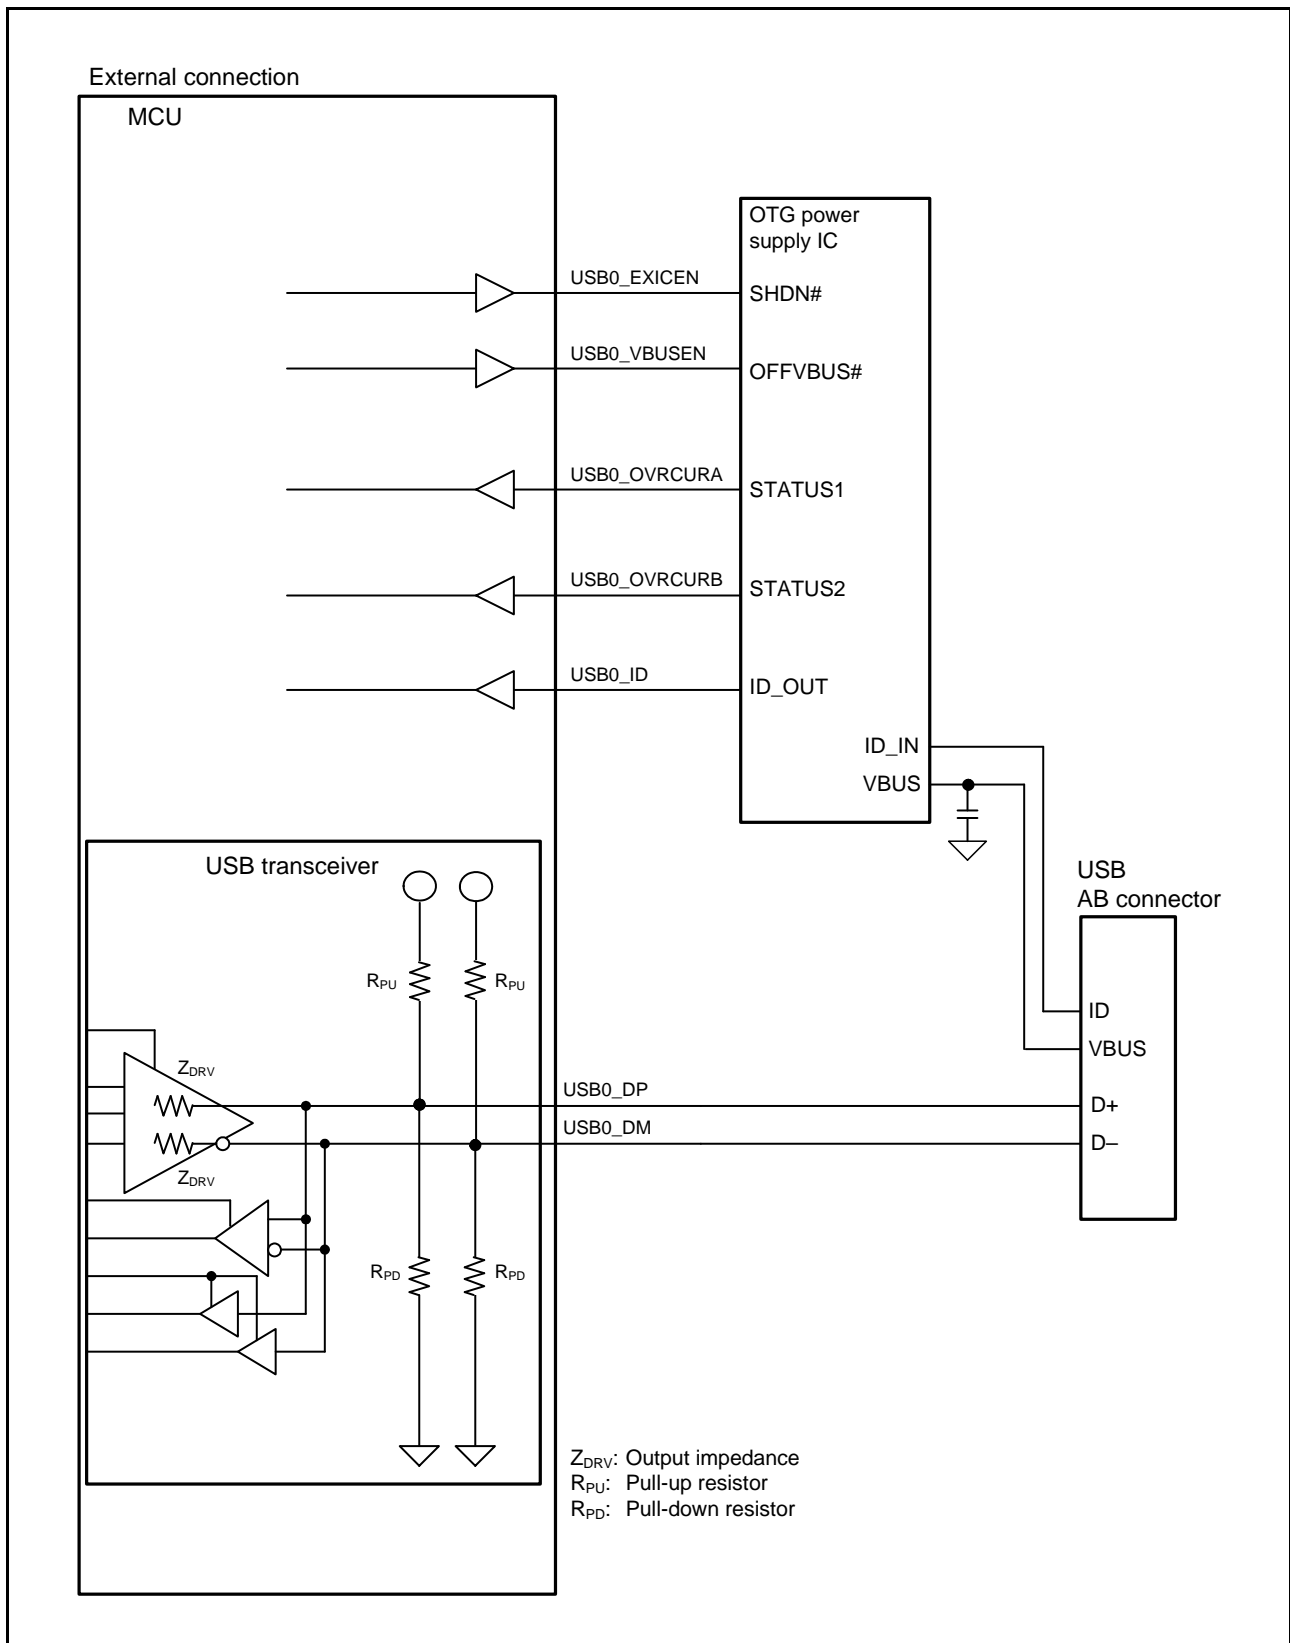 External connection
MCU
OTG power
supply IC
USB0_EXICEN
SHDN#
USB0_VBUSEN
OFFVBUS#
USB0_OVRCURA
STATUS1
USB0_OVRCURB
STATUS2
USB0_ID
ID_OUT
ID_IN
VBUS
USB transceiver
USB
AB connector
RPU
RPU
ID
VBUS
ZDRV
USB0_DP
D+
USB0_DM
D–
ZDRV
RPD
RPD
ZDRV: Output impedance
RPU: Pull-up resistor
RPD: Pull-down resistor